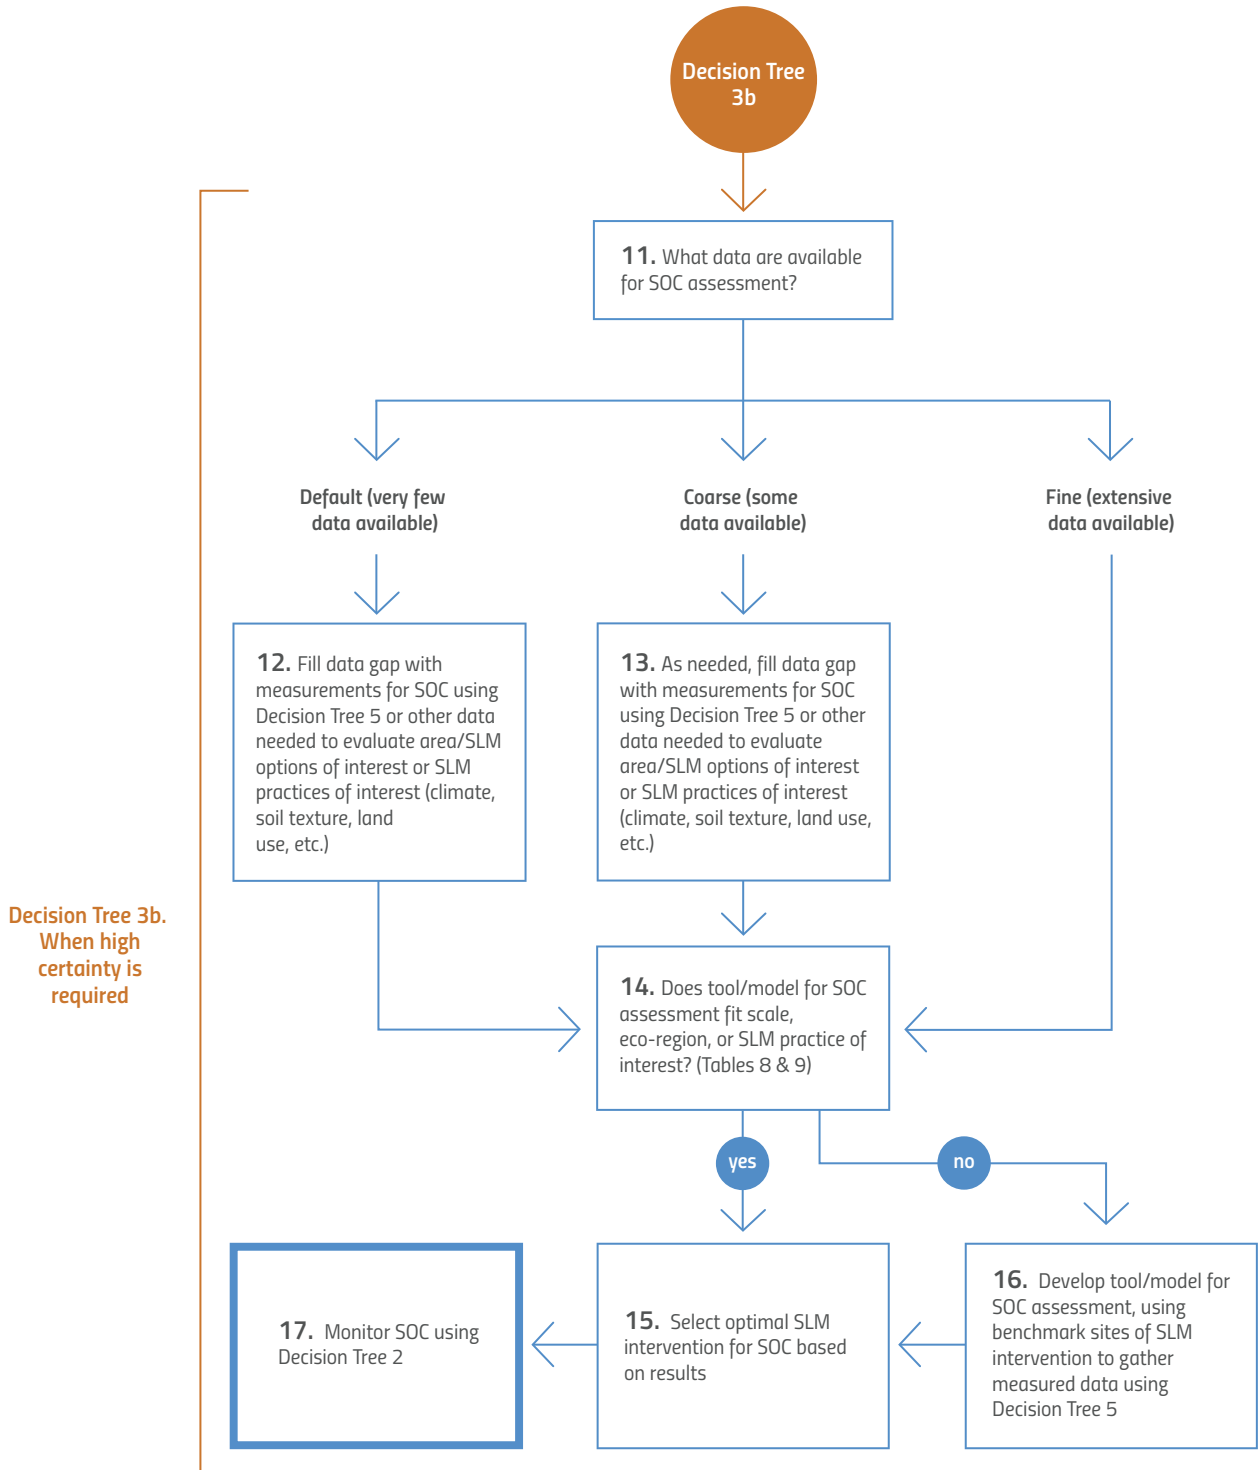 Decision Tree
3b
11. What data are available
for SOC assessment?
Default (very few
data available)
Coarse (some
data available)
Fine (extensive
data available)
12. Fill data gap with
measurements for SOC using
Decision Tree 5 or other data
needed to evaluate area/SLM
options of interest or SLM
practices of interest (climate,
soil texture, land
use, etc.)
13. As needed, fill data gap
with measurements for SOC
using Decision Tree 5 or other
data needed to evaluate
area/SLM options of interest
or SLM practices of interest
(climate, soil texture, land use,
etc.)
Decision Tree 3b.
When high
certainty is
required
14. Does tool/model for SOC
assessment fit scale,
eco-region, or SLM practice of
interest? (Tables 8 & 9)
yes
no
17. Monitor SOC using
Decision Tree 2
15. Select optimal SLM
intervention for SOC based
on results
16. Develop tool/model for
SOC assessment, using
benchmark sites of SLM
intervention to gather
measured data using
Decision Tree 5